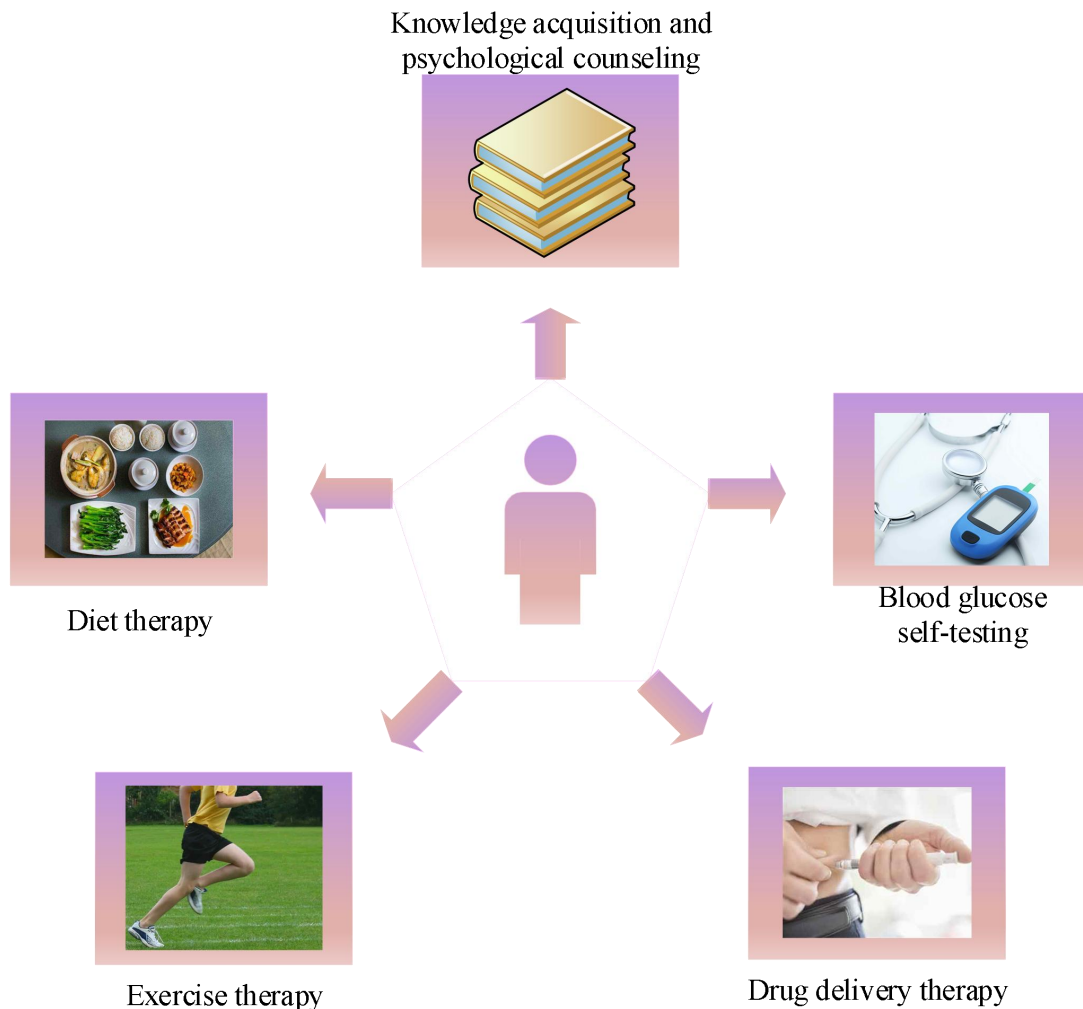 Knowledge acquisition and
psychological counseling
Diet therapy
Blood glucose
self-testing
Exercise therapy
Drug delivery therapy